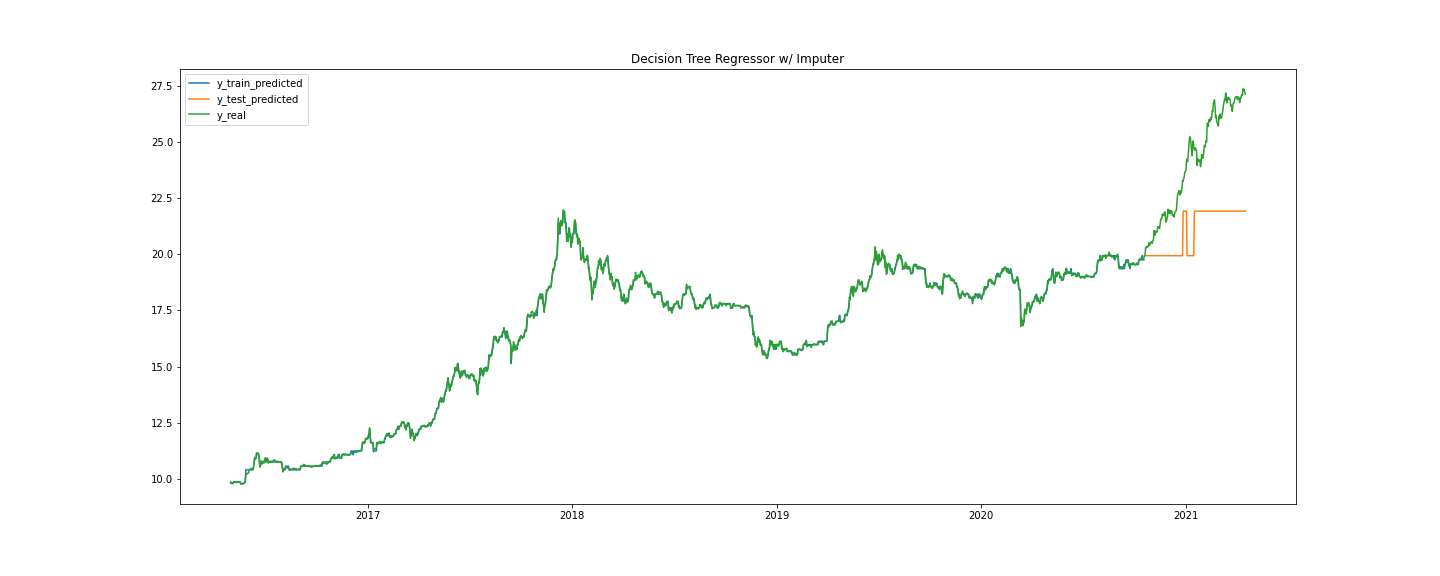 Decision Tree Regressor w/ Imputer
y_train_predicted
y_test_predicted
y_real
27.5
25.0
22.5
20.0
17.5
15.0
12.5
10.0
2017 2018 2019 2020 2021